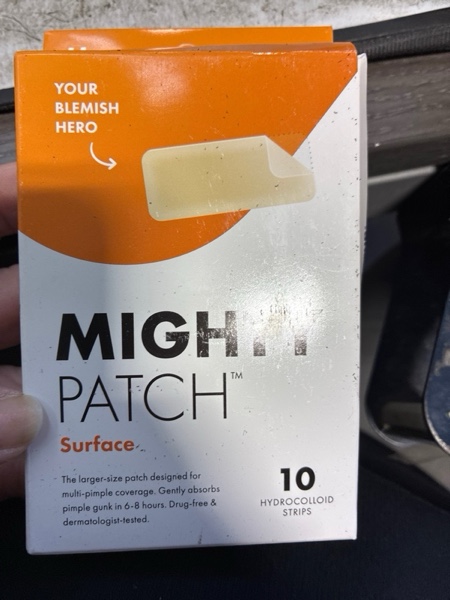 YOUR
BLEMISH
HERO
MIGHTY
PATCH™
Surface
The larger-size patch designed for
multi-pimple coverage. Gently absorbs
pimple gunk in 6-8 hours. Drug-free &
dermatologist-tested.
10
HYDROCOLLOID
STRIPS